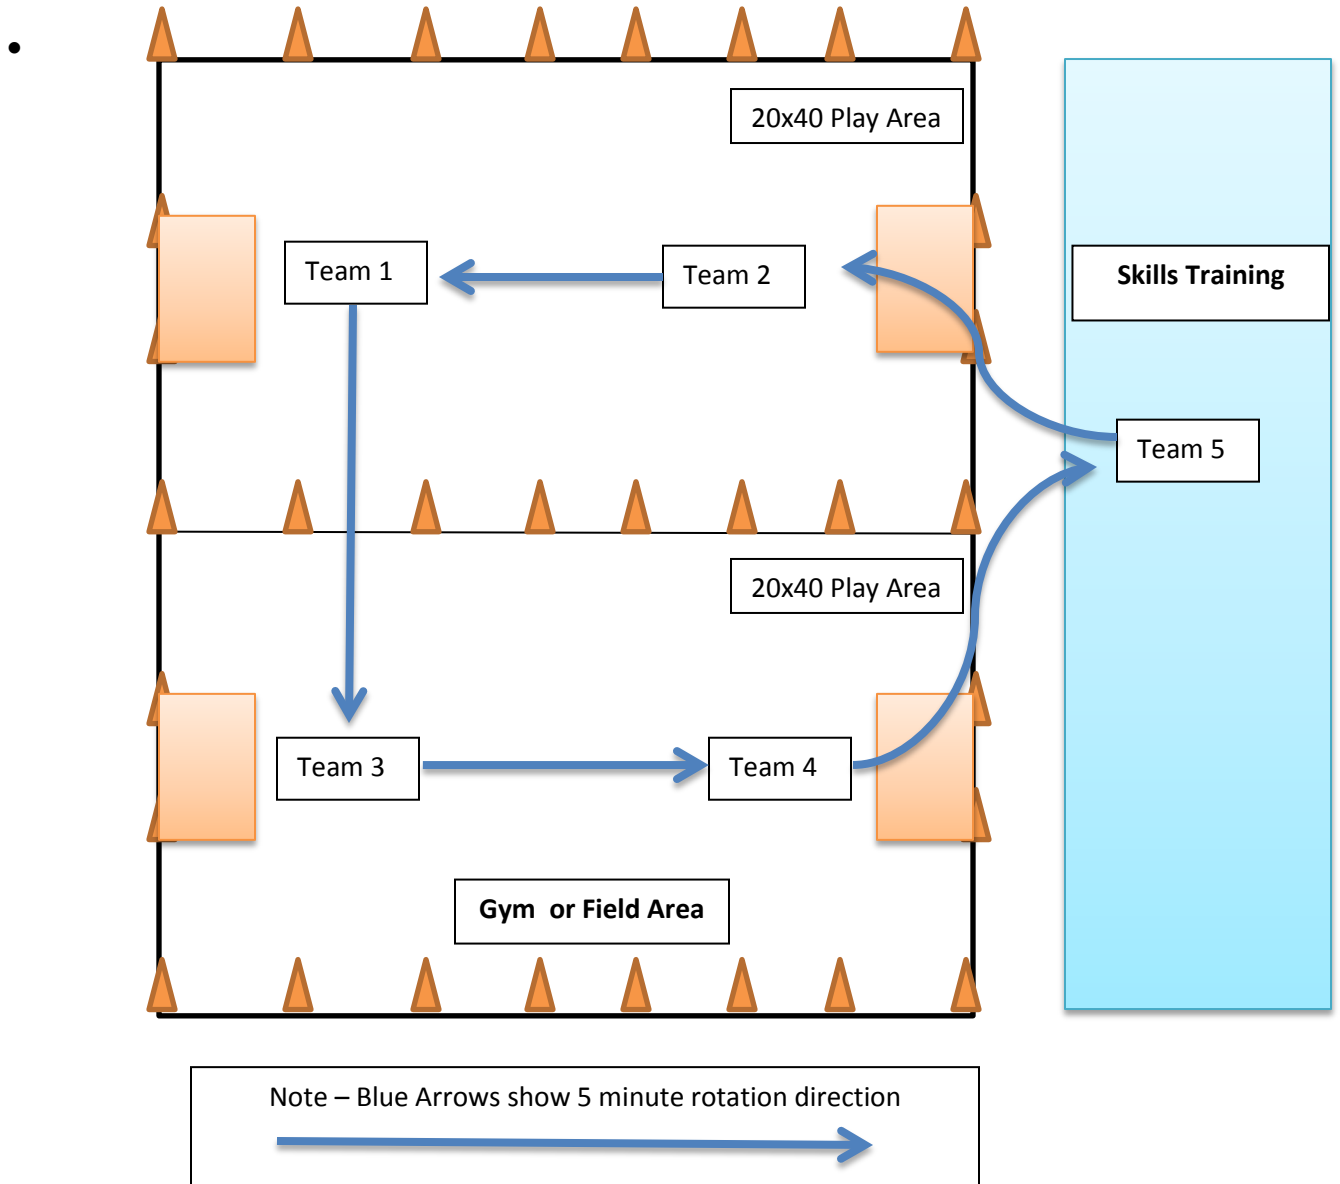 20x40 Play Area
Team 1
Team 2
Skills Training
Team 5
20x40 Play Area
Team 3
Team 4
Gym  or Field Area
Note – Blue Arrows show 5 minute rotation direction